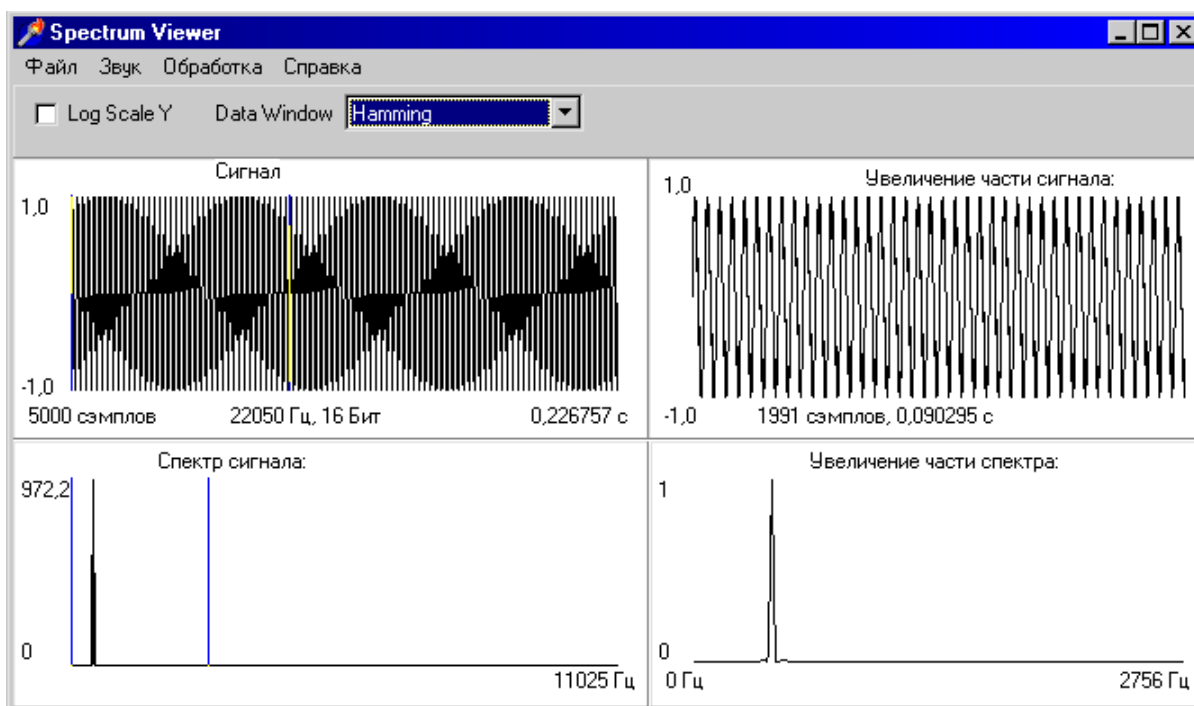 Spectrum Viewer
Файл Звук Обработка Справка
Log Scale Y Data Window Hamming
Сигнал
1,0
-1,0
5000 сэмплов 22050 Гц, 16 Бит 0,226757 с
Увеличение части сигнала:
1,0
-1,0 1991 сэмплов, 0,090295 с
Спектр сигнала:
972,2
0
11025 Гц
Увеличение части спектра:
1
0
0 Гц 2756 Гц